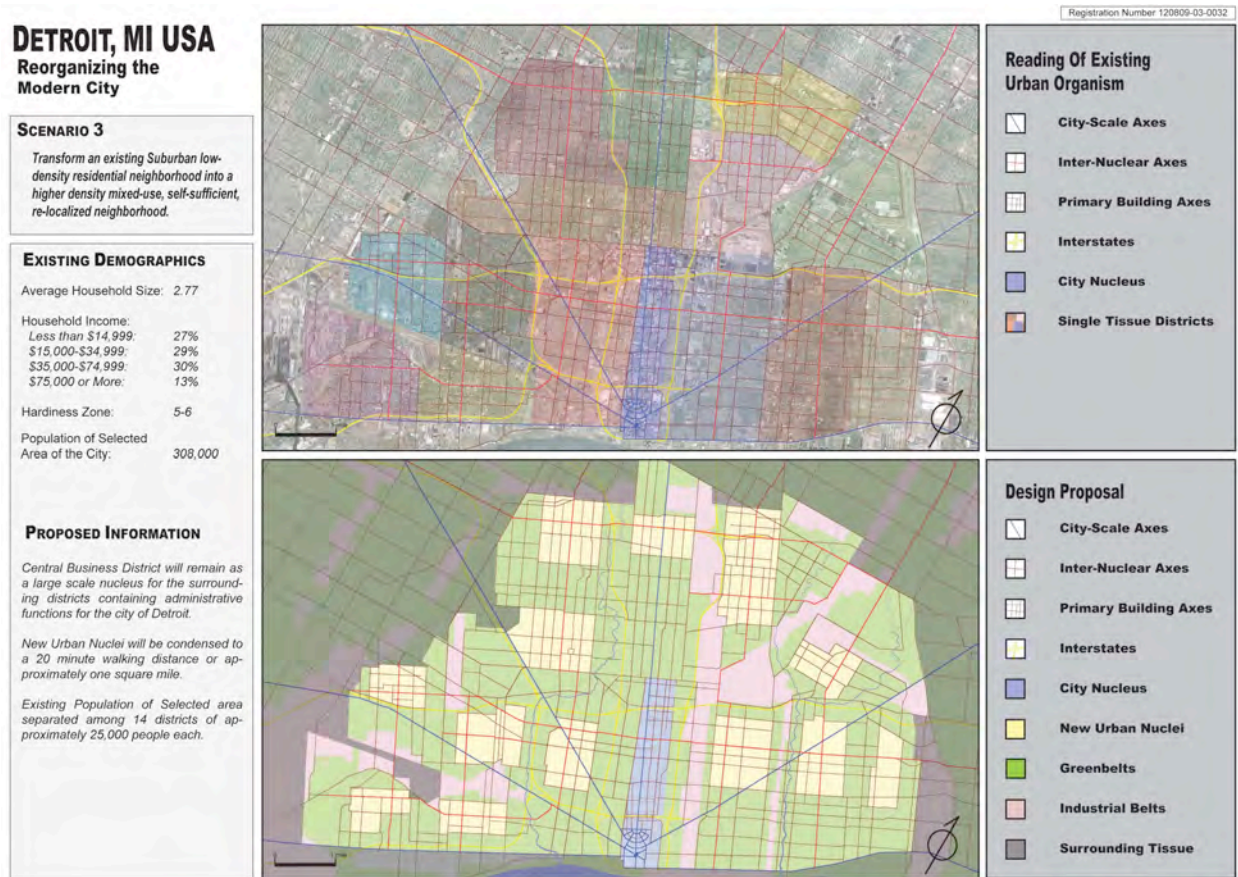 Registration Number 120809-03-0032
DETROIT, MI USA
Reorganizing the
Modern City
SCENARIO 3
Transform an existing Suburban low-
density residential neighborhood into a
higher density mixed-use, self-sufficient,
re-localized neighborhood.
EXISTING DEMOGRAPHICS
Average Household Size: 2.77
Household Income:
Less than $14,999: 27%
$15,000-$34,999: 29%
$35,000-$74,999: 30%
$75,000 or More: 13%
Hardiness Zone: 5-6
Population of Selected
Area of the City: 308,000
PROPOSED INFORMATION
Central Business District will remain as
a large scale nucleus for the surround-
ing districts containing administrative
functions for the city of Detroit.
New Urban Nuclei will be condensed to
a 20 minute walking distance or ap-
proximately one square mile.
Existing Population of Selected area
separated among 14 districts of ap-
proximately 25,000 people each.
Reading Of Existing
Urban Organism
City-Scale Axes
Inter-Nuclear Axes
Primary Building Axes
Interstates
City Nucleus
Single Tissue Districts
Design Proposal
City-Scale Axes
Inter-Nuclear Axes
Primary Building Axes
Interstates
City Nucleus
New Urban Nuclei
Greenbelts
Industrial Belts
Surrounding Tissue